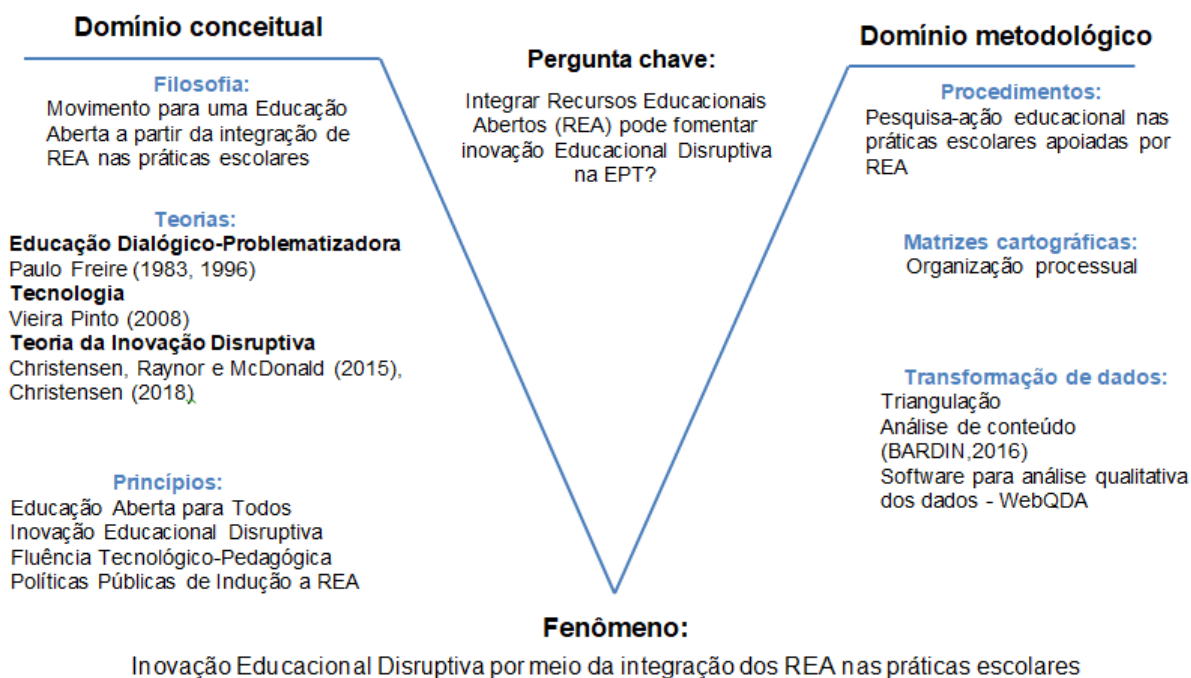 Domínio conceitual
Filosofia:
Movimento para uma Educação
Aberta a partir da integração de
REA nas práticas escolares
Teorias:
Educação Dialógico-Problematizadora
Paulo Freire (1983, 1996)
Tecnologia
Vieira Pinto (2008)
Teoria da Inovação Disruptiva
Christensen, Raynor e McDonald (2015),
Christensen (2018)
Princípios:
Educação Aberta para Todos
Inovação Educacional Disruptiva
Fluência Tecnológico-Pedagógica
Políticas Públicas de Indução a REA
Pergunta chave:
Integrar Recursos Educacionais
Abertos (REA) pode fomentar
inovação Educacional Disruptiva
na EPT?
Domínio metodológico
Procedimentos:
Pesquisa-ação educacional nas
práticas escolares apoiadas por
REA
Matrizes cartográficas:
Organização processual
Transformação de dados:
Triangulação
Análise de conteúdo
(BARDIN,2016)
Software para análise qualitativa
dos dados - WebQDA
Fenômeno:
Inovação Educacional Disruptiva por meio da integração dos REA nas práticas escolares